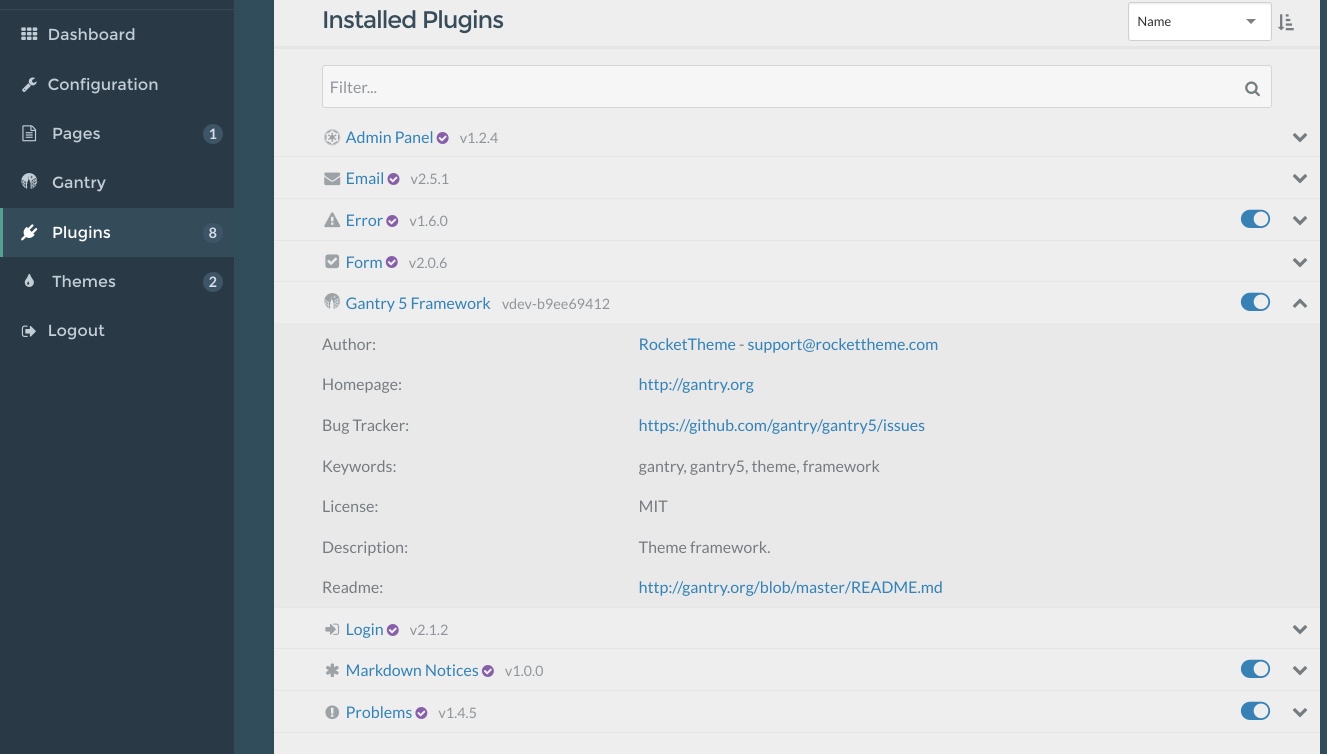 Dashboard
Configuration
Pages 1
Gantry
Plugins 8
Themes 2
Logout
Installed Plugins
Name
Filter...
Admin Panel v1.2.4
Email v2.5.1
Error v1.6.0
Form v2.0.6
Gantry 5 Framework vdev-b9ee69412
Author: RocketTheme - support@rockettheme.com
Homepage: http://gantry.org
Bug Tracker: https://github.com/gantry/gantry5/issues
Keywords: gantry, gantry5, theme, framework
License: MIT
Description: Theme framework.
Readme: http://gantry.org/blob/master/README.md
Login v2.1.2
Markdown Notices v1.0.0
Problems v1.4.5